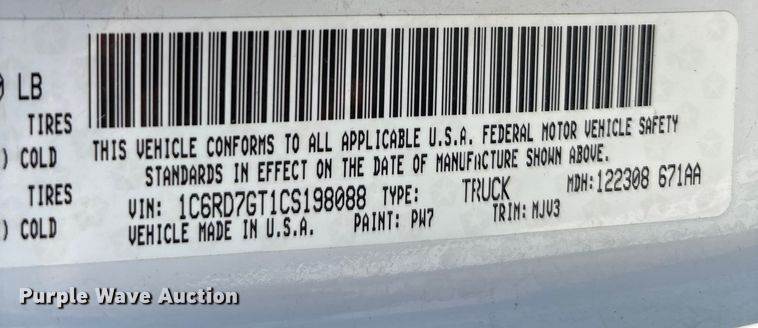 LB
TIRES
) COLD
TIRES
) COLD
THIS VEHICLE CONFORMS TO ALL APPLICABLE U.S.A. FEDERAL MOTOR VEHICLE SAFETY
STANDARDS IN EFFECT ON THE DATE OF MANUFACTURE SHOWN ABOVE.
VIN: 1C6RD7GT1CS198088 TYPE: TRUCK MDH:122308 671AA
VEHICLE MADE IN U.S.A. PAINT: PW7 TRIM: MJV3
Purple Wave Auction